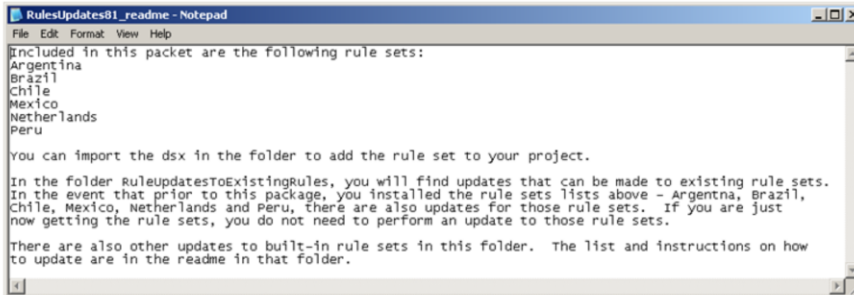 RulesUpdates81_readme - Notepad
File Edit Format View Help
Included in this packet are the following rule sets:
Argentina
Brazil
Chile
Mexico
Netherlands
Peru
You can import the dsx in the folder to add the rule set to your project.
In the folder RuleUpdatesToExistingRules, you will find updates that can be made to existing rule sets.
In the event that prior to this package, you installed the rule sets lists above - Argentna, Brazil,
Chile, Mexico, Netherlands and Peru, there are also updates for those rule sets. If you are just
now getting the rule sets, you do not need to perform an update to those rule sets.
There are also other updates to built-in rule sets in this folder. The list and instructions on how
to update are in the readme in that folder.